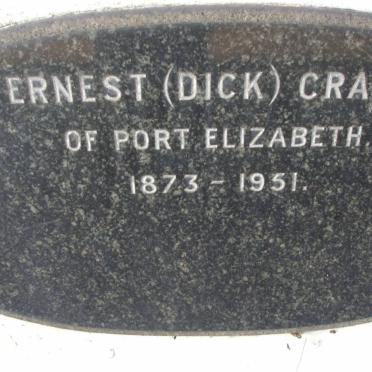 ERNEST (DICK) CRA
OF PORT ELIZABETH.
1873 - 1951.